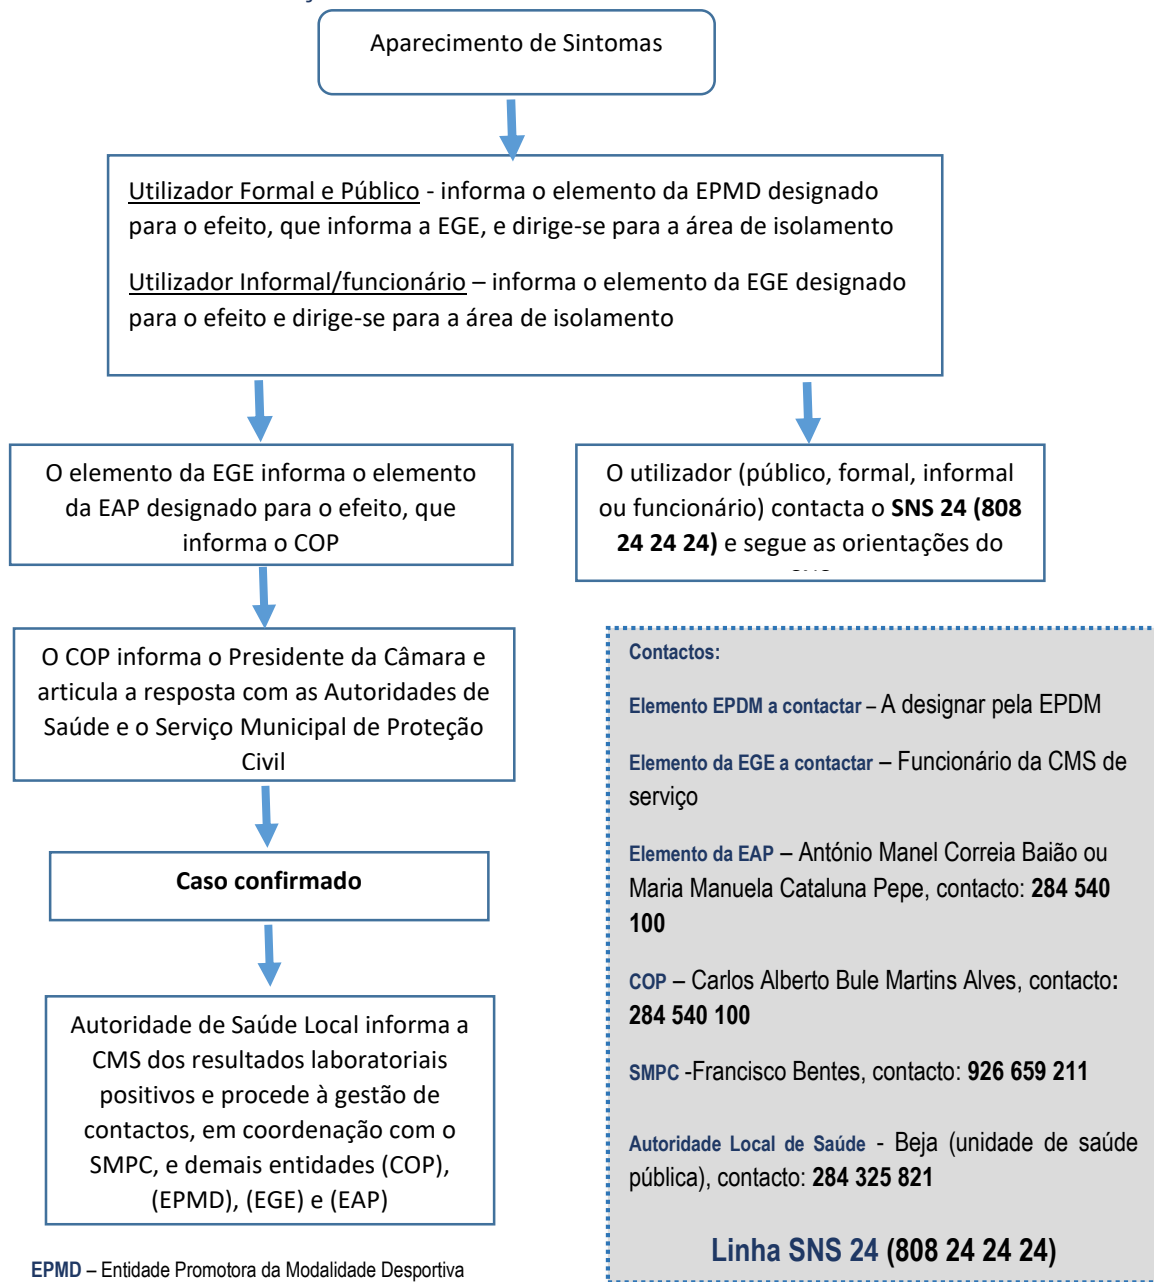 Aparecimento de Sintomas
Utilizador Formal e Público - informa o elemento da EPMD designado
para o efeito, que informa a EGE, e dirige-se para a área de isolamento
Utilizador Informal/funcionário – informa o elemento da EGE designado
para o efeito e dirige-se para a área de isolamento
O elemento da EGE informa o elemento
da EAP designado para o efeito, que
informa o COP
O utilizador (público, formal, informal
ou funcionário) contacta o SNS 24 (808
24 24 24) e segue as orientações do
O COP informa o Presidente da Câmara e
articula a resposta com as Autoridades de
Saúde e o Serviço Municipal de Proteção
Civil
Caso confirmado
Autoridade de Saúde Local informa a
CMS dos resultados laboratoriais
positivos e procede à gestão de
contactos, em coordenação com o
SMPC, e demais entidades (COP),
(EPMD), (EGE) e (EAP)
Contactos:
Elemento EPDM a contactar – A designar pela EPDM
Elemento da EGE a contactar – Funcionário da CMS de
serviço
Elemento da EAP – António Manel Correia Baião ou
Maria Manuela Cataluna Pepe, contacto: 284 540
100
COP – Carlos Alberto Bule Martins Alves, contacto:
284 540 100
SMPC -Francisco Bentes, contacto: 926 659 211
Autoridade Local de Saúde - Beja (unidade de saúde
pública), contacto: 284 325 821
Linha SNS 24 (808 24 24 24)
EPMD – Entidade Promotora da Modalidade Desportiva